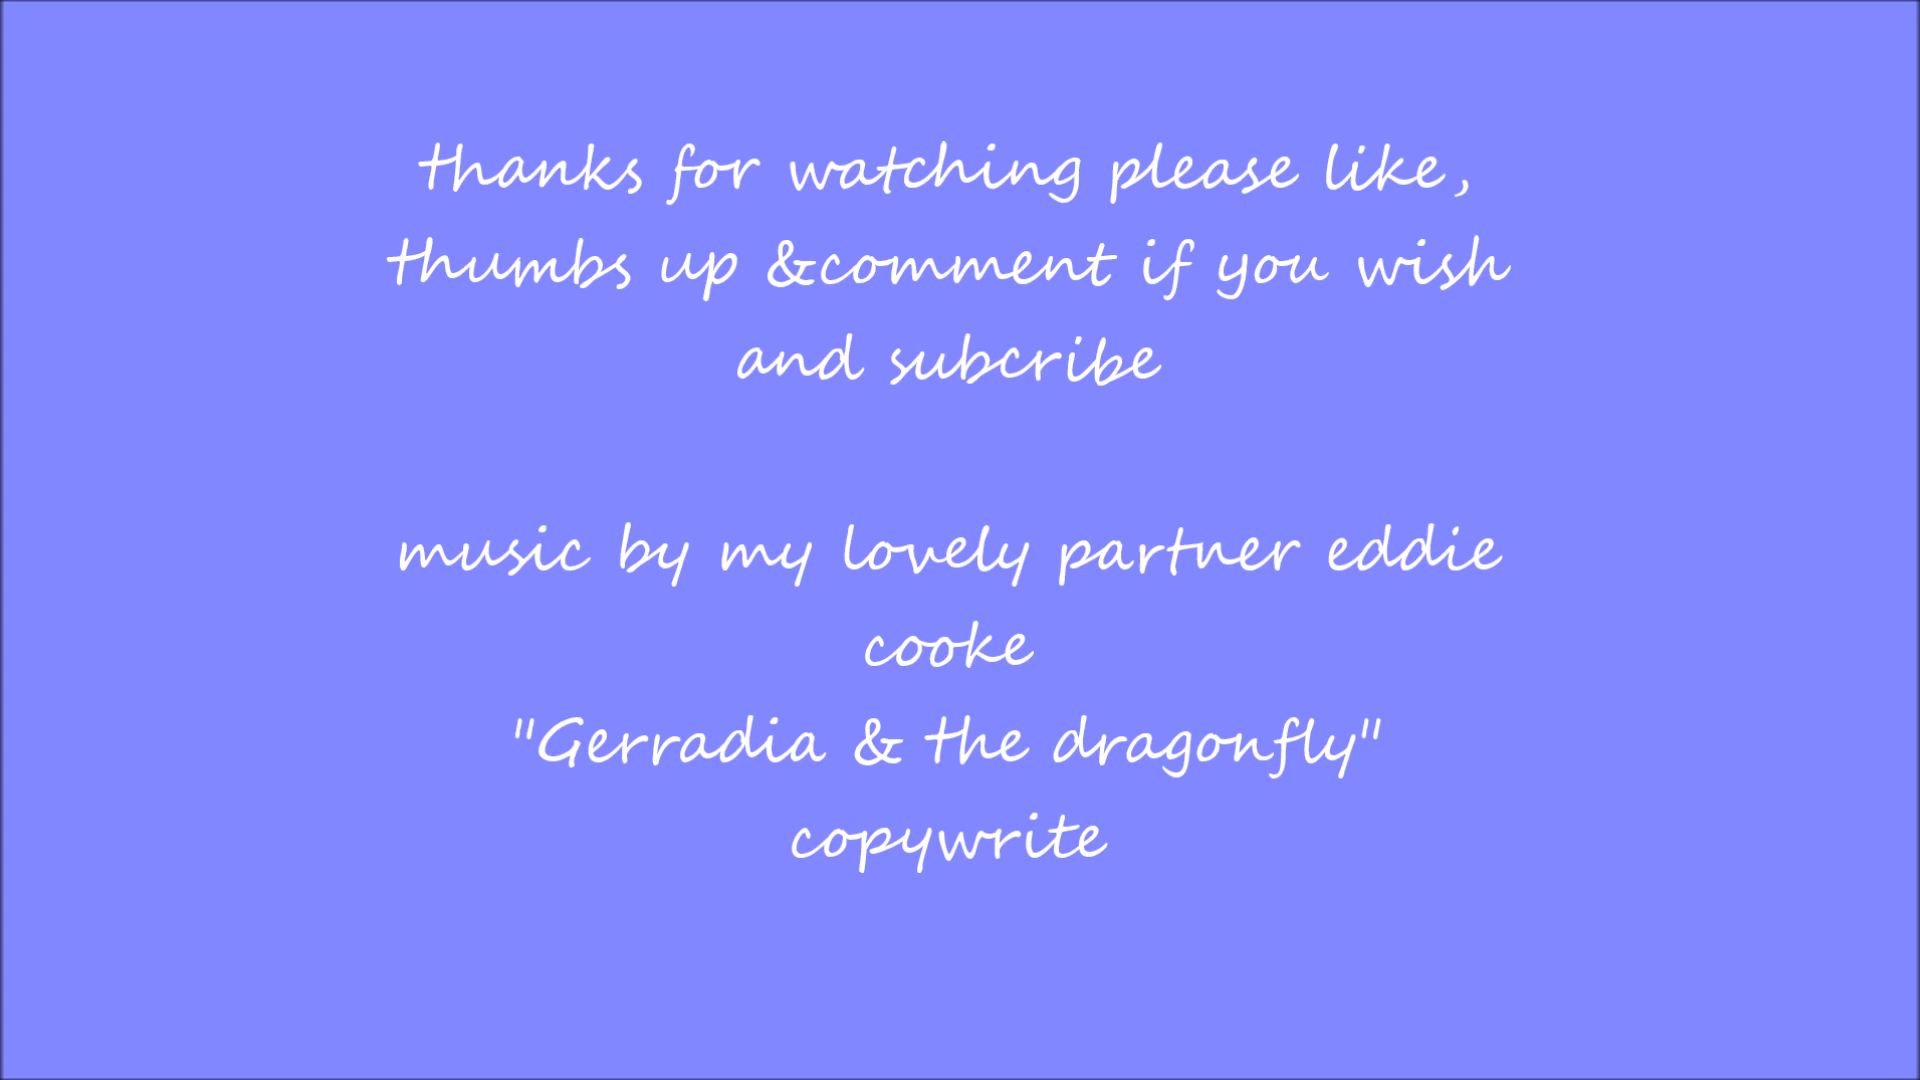 thanks for watching please like,
thumbs up &comment if you wish
and subcribe
music by my lovely partner eddie
cooke
"Gerradia & the dragonfly"
copywrite